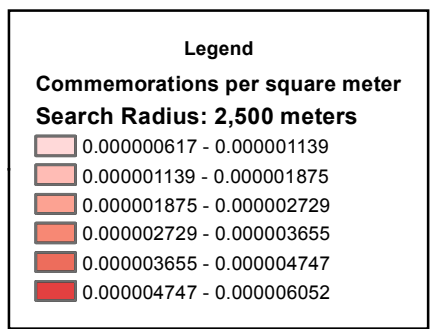 Legend
Commemorations per square meter
Search Radius: 2,500 meters
0.000000617 - 0.000001139
0.000001139 - 0.000001875
0.000001875 - 0.000002729
0.000002729 - 0.000003655
0.000003655 - 0.000004747
0.000004747 - 0.000006052